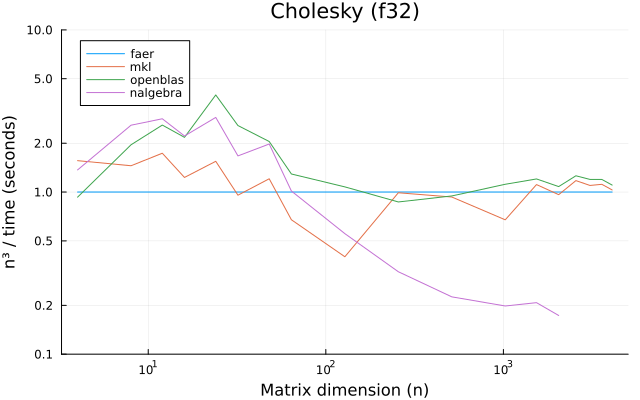 Cholesky (f32)
n³ / time (seconds)
10.0
5.0
2.0
1.0
0.5
0.2
0.1
faer
mkl
openblas
nalgebra
10¹
10²
10³
Matrix dimension (n)